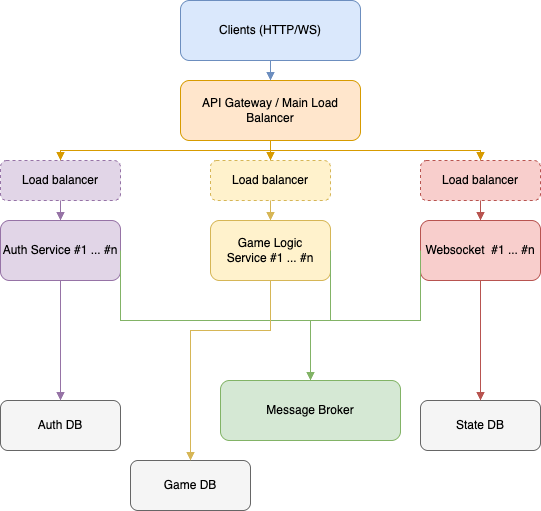 Clients (HTTP/WS)
API Gateway / Main Load
Balancer
Load balancer
Load balancer
Load balancer
Auth Service #1 ... #n
Game Logic
Service #1 ... #n
Websocket  #1 ... #n
Message Broker
Auth DB
State DB
Game DB